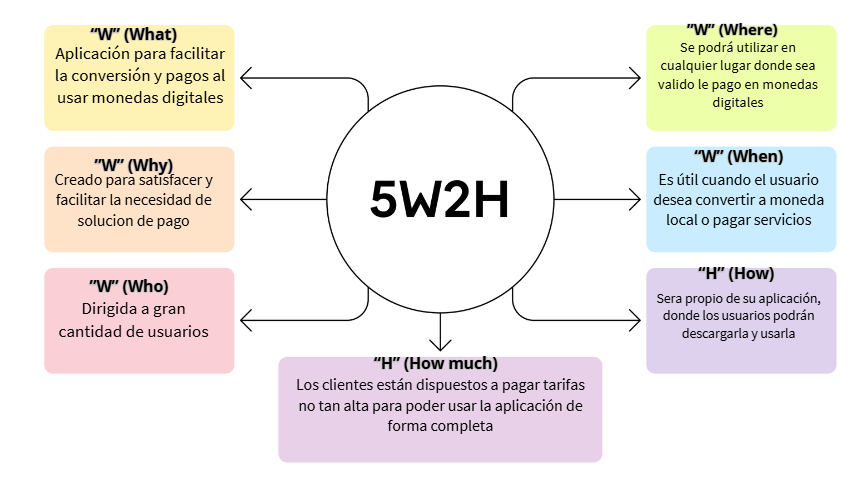 “W” (What)
Aplicación para facilitar
la conversión y pagos al
usar monedas digitales
”W” (Why)
Creado para satisfacer y
facilitar la necesidad de
solucion de pago
”W” (Who)
Dirigida a gran
cantidad de usuarios
5W2H
”W” (Where)
Se podrá utilizar en
cualquier lugar donde sea
valido le pago en monedas
digitales
“W” (When)
Es útil cuando el usuario
desea convertir a moneda
local o pagar servicios
“H” (How)
Sera propio de su aplicación,
donde los usuarios podrán
descargarla y usarla
“H” (How much)
Los clientes están dispuestos a pagar tarifas
no tan alta para poder usar la aplicación de
forma completa